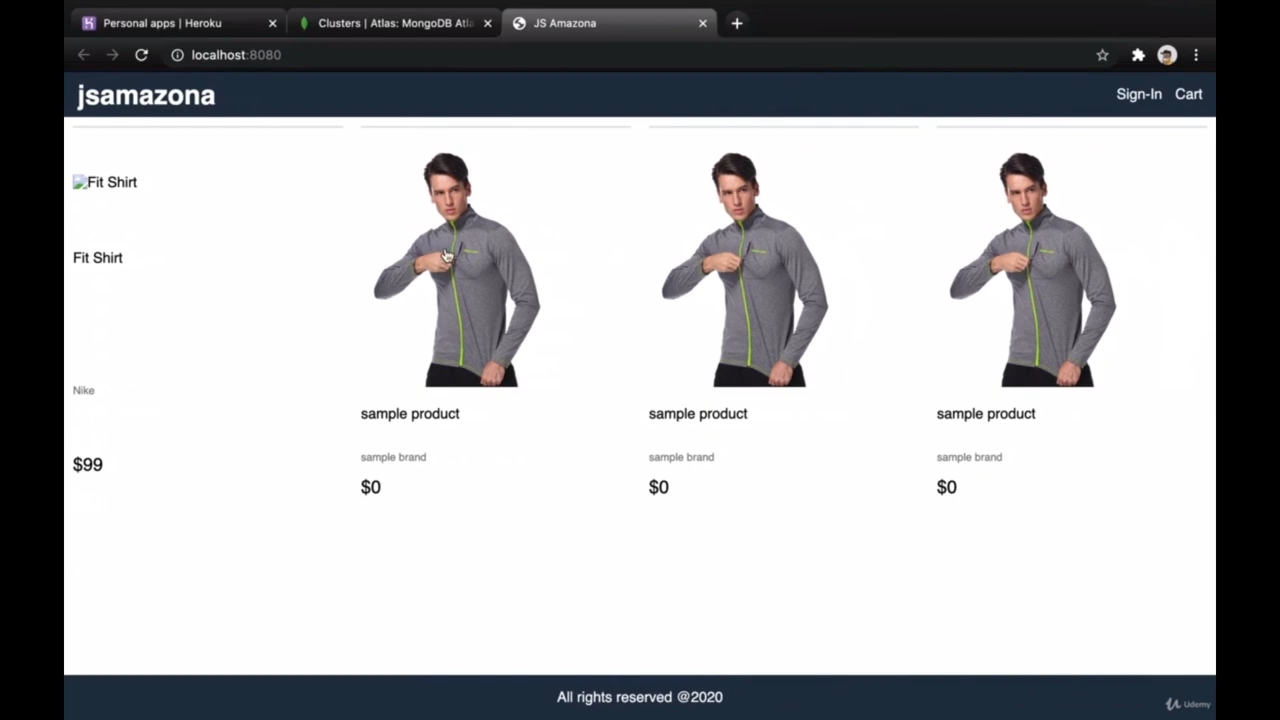 Personal apps | Heroku
Clusters | Atlas: MongoDB Atl
JS Amazona
localhost:8080
jsamazona
Sign-In
Cart
Fit Shirt
Fit Shirt
Nike
$99
sample product
sample brand
$0
sample product
sample brand
$0
sample product
sample brand
$0
All rights reserved @2020
Udemy